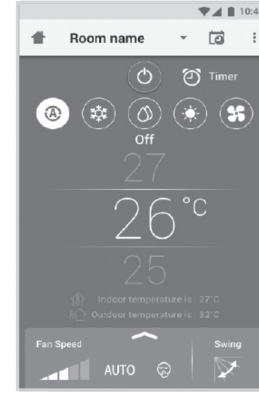 10:4
Room name
Timer
A
Off
27
26°C
25
Indoor temperature is 27°C
Outdoor temperature is 32°C
Fan Speed Swing
AUTO